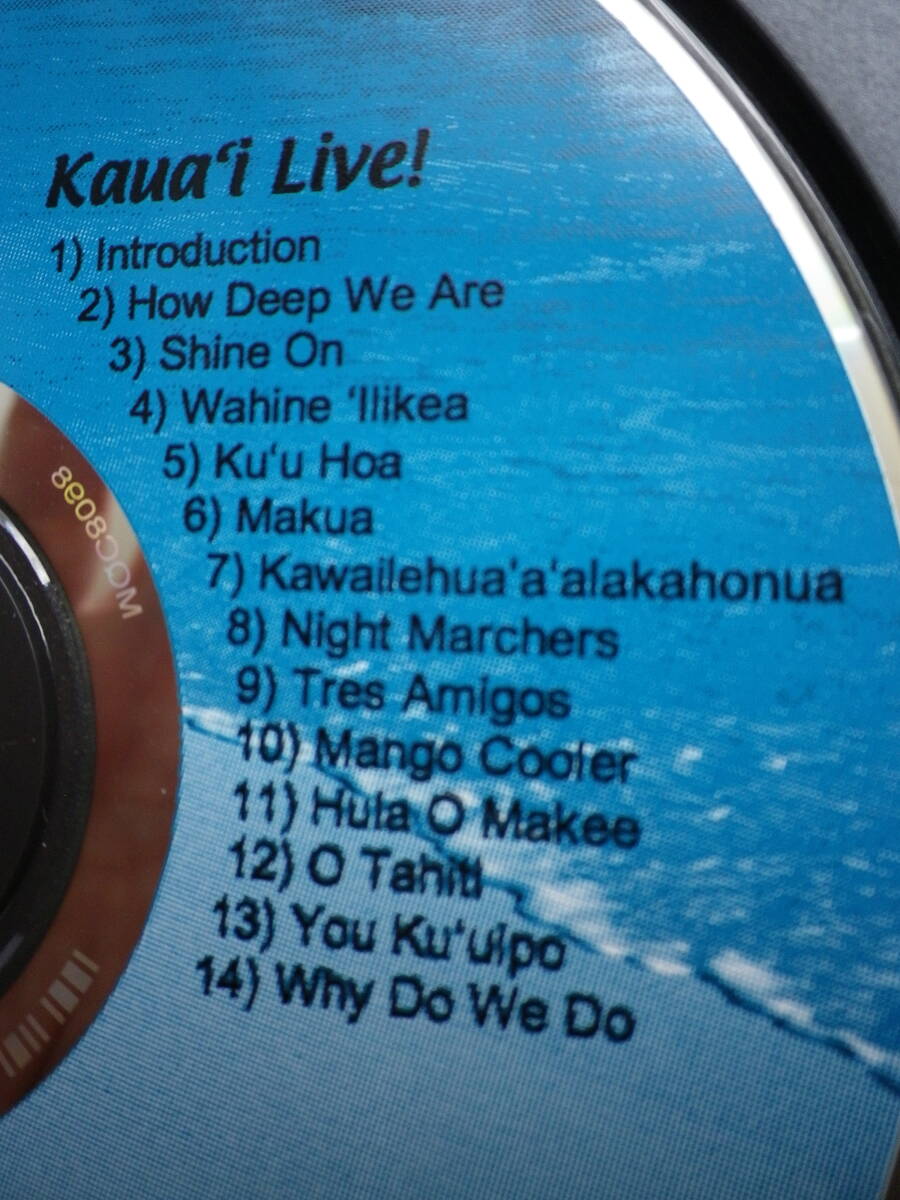 Kaua‘i Live!
1) Introduction
2) How Deep We Are
3) Shine On
4) Wahine ‘Ilikea
5) Ku‘u Hoa
6) Makua
7) Kawailehua'a‘alakahonua
8) Night Marchers
9) Tres Amigos
10) Mango Cooler
11) Hula O Makee
12) O Tahiti
13) You Ku‘uipo
14) Why Do We Do